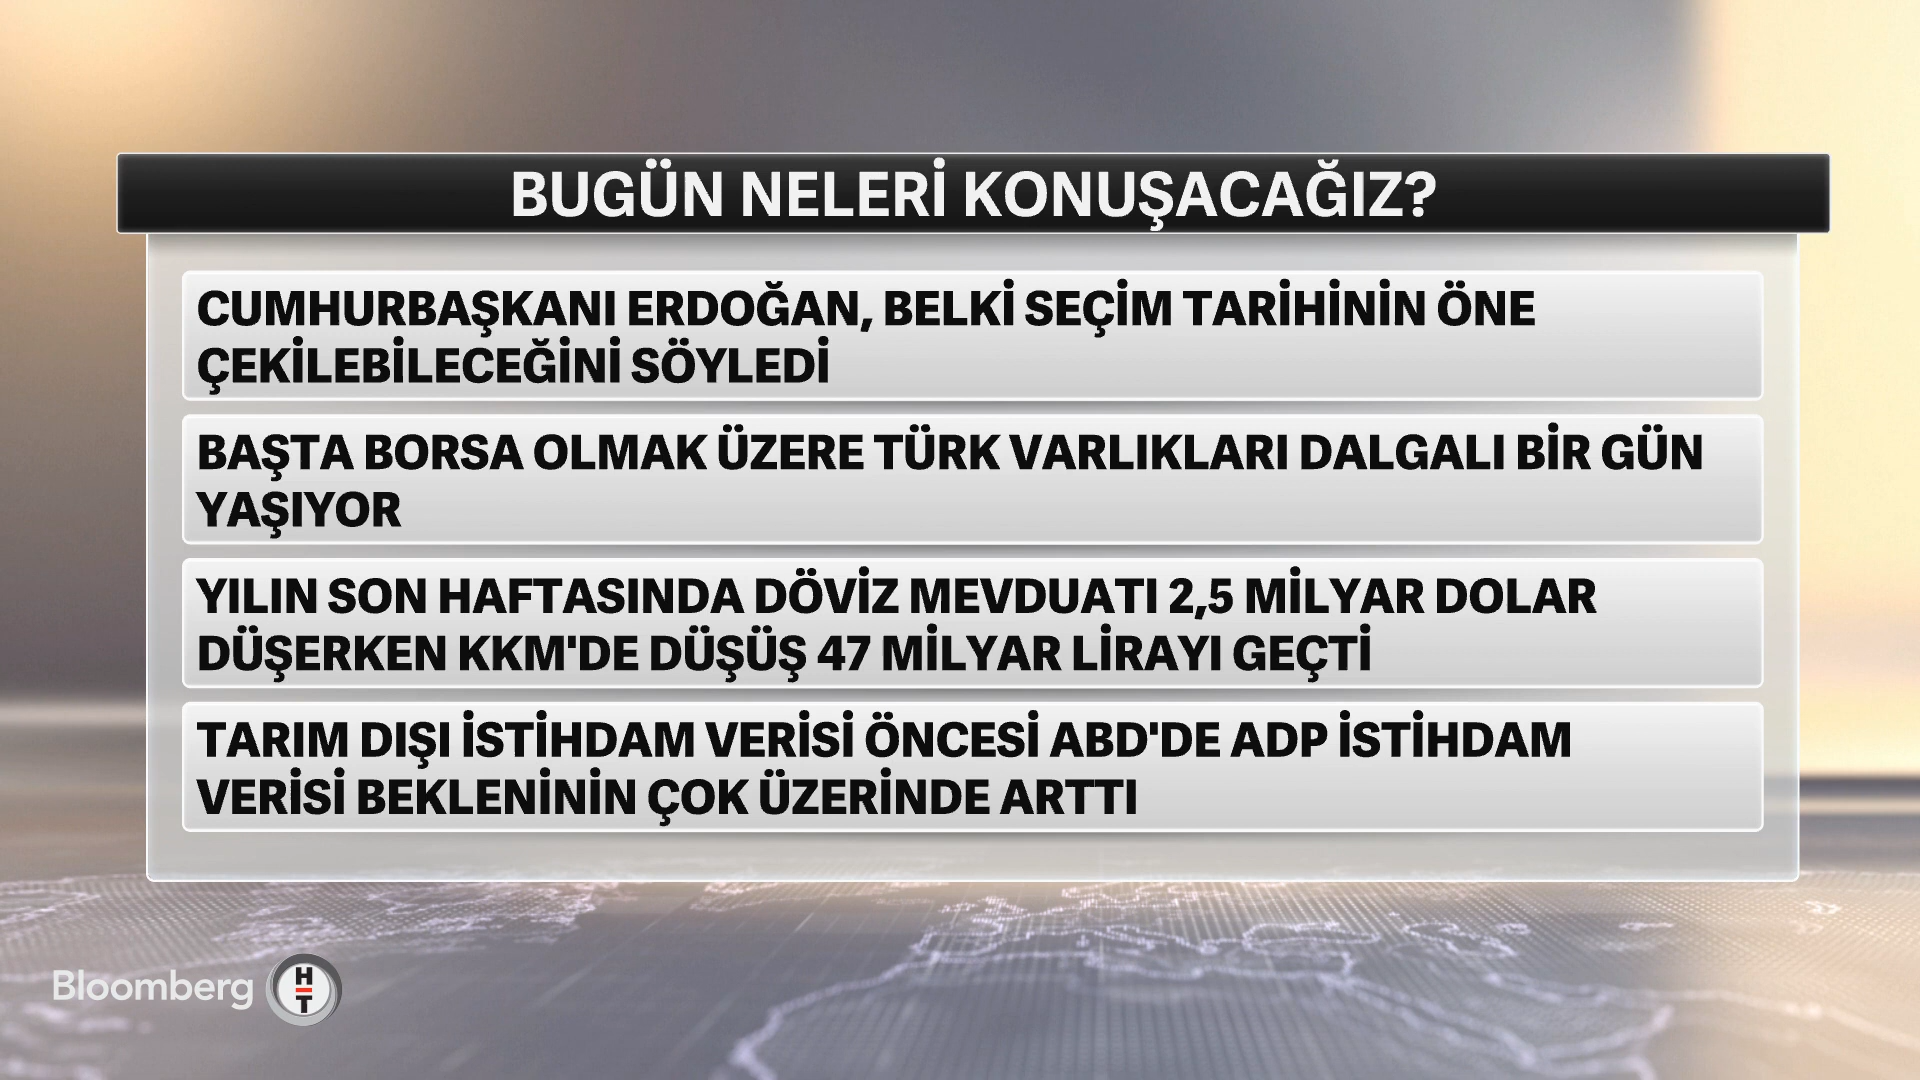 BUGÜN NELERİ KONUŞACAĞIZ?
CUMHURBAŞKANI ERDOĞAN, BELKİ SEÇİM TARİHİNİN ÖNE
ÇEKİLEBİLECEĞİNİ SÖYLEDİ
BAŞTA BORSA OLMAK ÜZERE TÜRK VARLIKLARI DALGALI BİR GÜN
YAŞIYOR
YILIN SON HAFTASINDA DÖVİZ MEVDUATI 2,5 MİLYAR DOLAR
DÜŞERKEN KKM'DE DÜŞÜŞ 47 MİLYAR LİRAYI GEÇTİ
TARIM DIŞI İSTİHDAM VERİSİ ÖNCESİ ABD'DE ADP İSTİHDAM
VERİSİ BEKLENİNİN ÇOK ÜZERİNDE ARTTI
Bloomberg HT